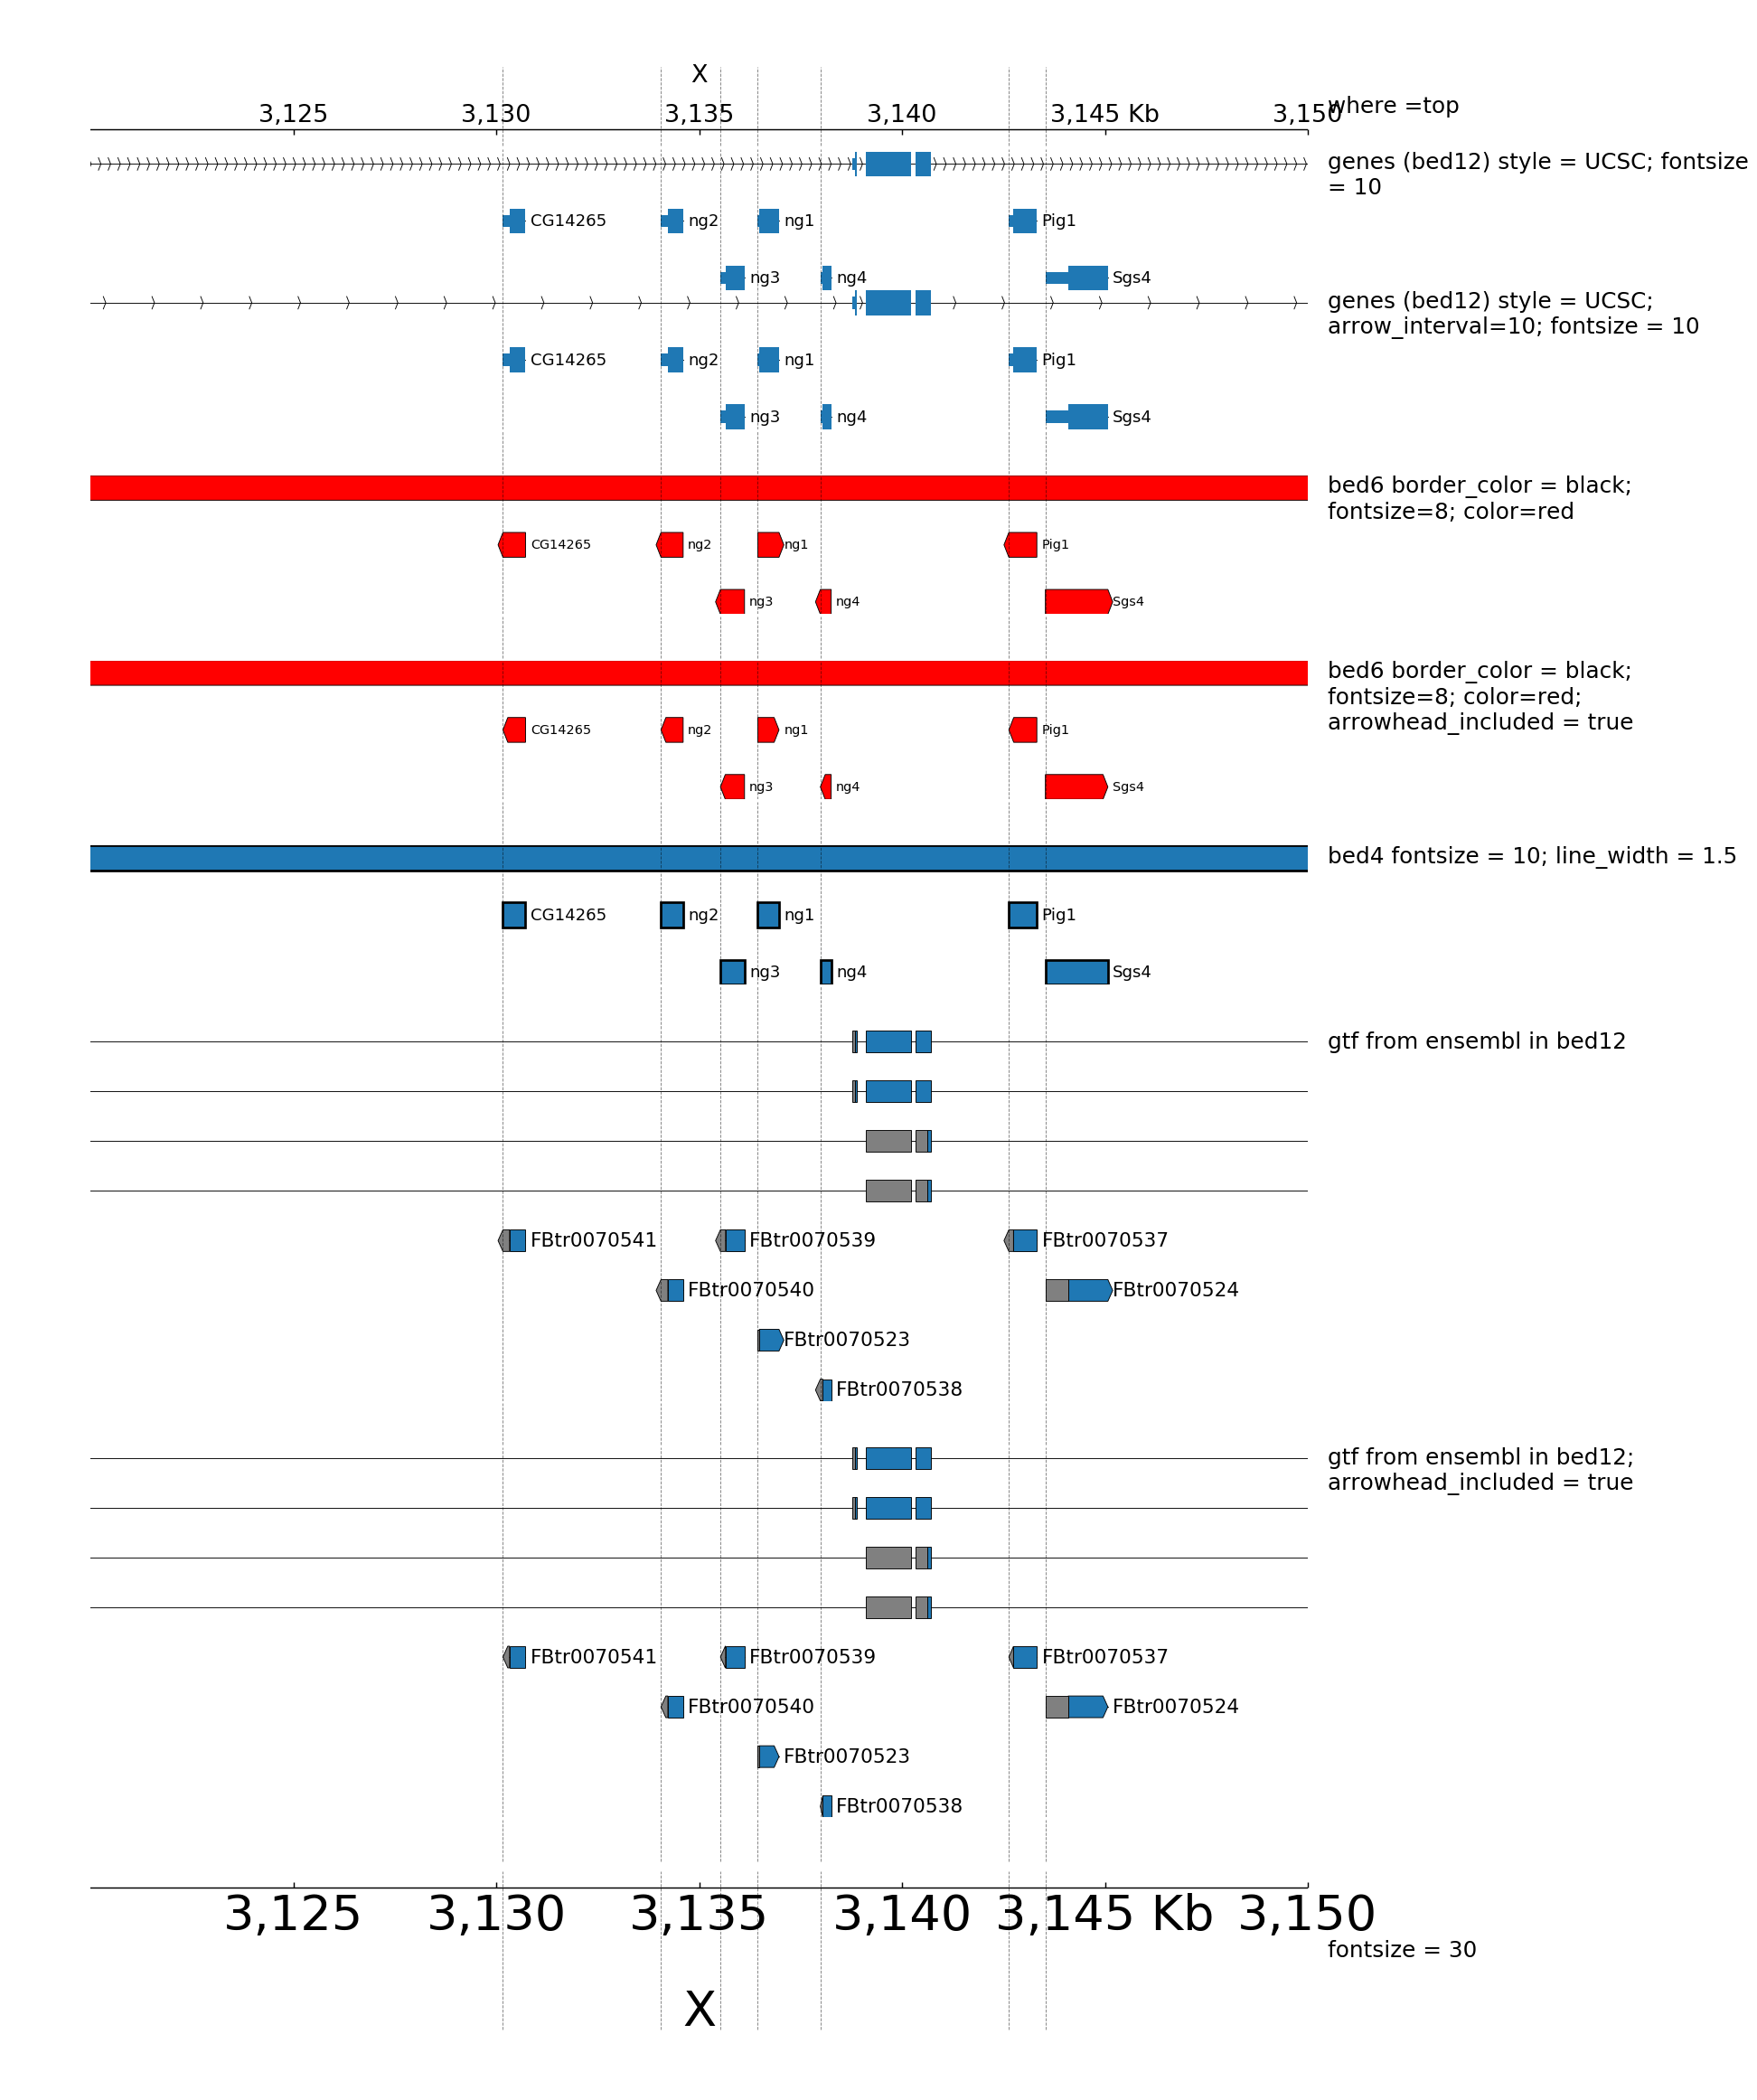 X
3,125 3,130 3,135 3,140 3,145 Kb 3,150
where =top
genes (bed12) style = UCSC; fontsize
= 10
CG14265 ng2 ng1 Pig1
ng3 ng4 Sgs4
genes (bed12) style = UCSC;
arrow_interval=10; fontsize = 10
CG14265 ng2 ng1 Pig1
ng3 ng4 Sgs4
bed6 border_color = black;
fontsize=8; color=red
CG14265 ng2 ng1 Pig1
ng3 ng4 Sgs4
bed6 border_color = black;
fontsize=8; color=red;
arrowhead_included = true
CG14265 ng2 ng1 Pig1
ng3 ng4 Sgs4
bed4 fontsize = 10; line_width = 1.5
CG14265 ng2 ng1 Pig1
ng3 ng4 Sgs4
gtf from ensembl in bed12
FBtr0070541 FBtr0070539 FBtr0070537
FBtr0070540 FBtr0070524
FBtr0070523
FBtr0070538
gtf from ensembl in bed12;
arrowhead_included = true
FBtr0070541 FBtr0070539 FBtr0070537
FBtr0070540 FBtr0070524
FBtr0070523
FBtr0070538
3,125 3,130 3,135 3,140 3,145 Kb 3,150
fontsize = 30
X